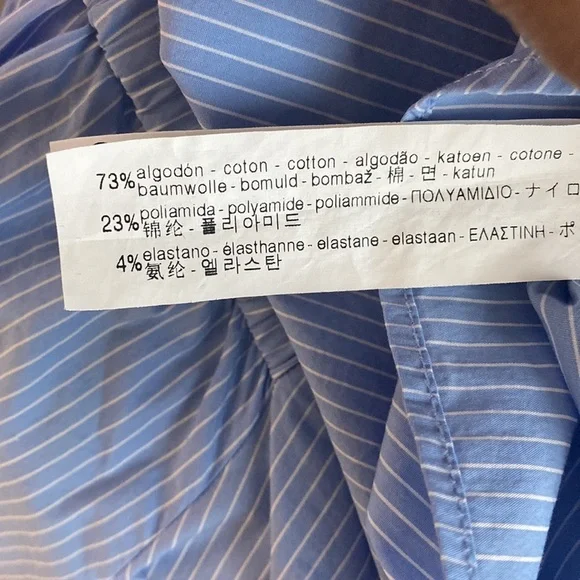 73% algodón - coton - cotton - algodão - katoen - cotone -
baumwolle - bomuld - bombaž - 棉 - 면 - katun
23% poliamida - polyamide - poliammide - ΠΟΛΥΑΜΙΔΙΟ - ナイロ
锦纶 - 폴리아미드
4% elastano - élasthanne - elastane - elastaan - ΕΛΑΣΤΙΝΗ - ポ
氨纶 - 엘라스탄